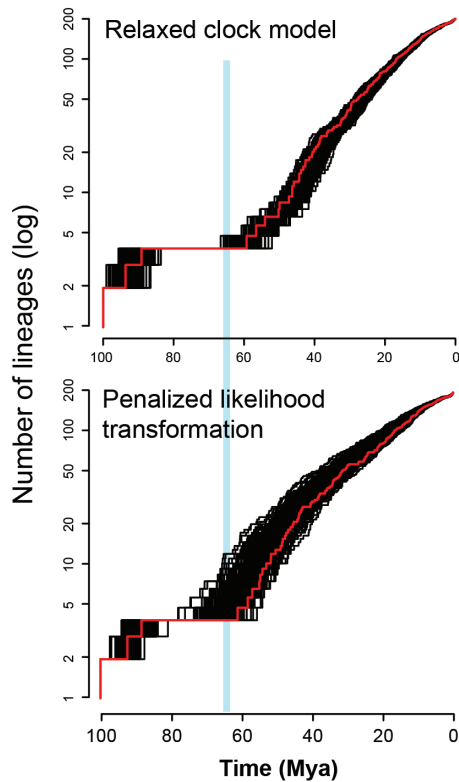 Relaxed clock model
200
100
50
20
10
5
2
1
100 80 60 40 20 0
Number of lineages (log)
Penalized likelihood
transformation
200
100
50
20
10
5
2
1
100 80 60 40 20 0
Time (Mya)